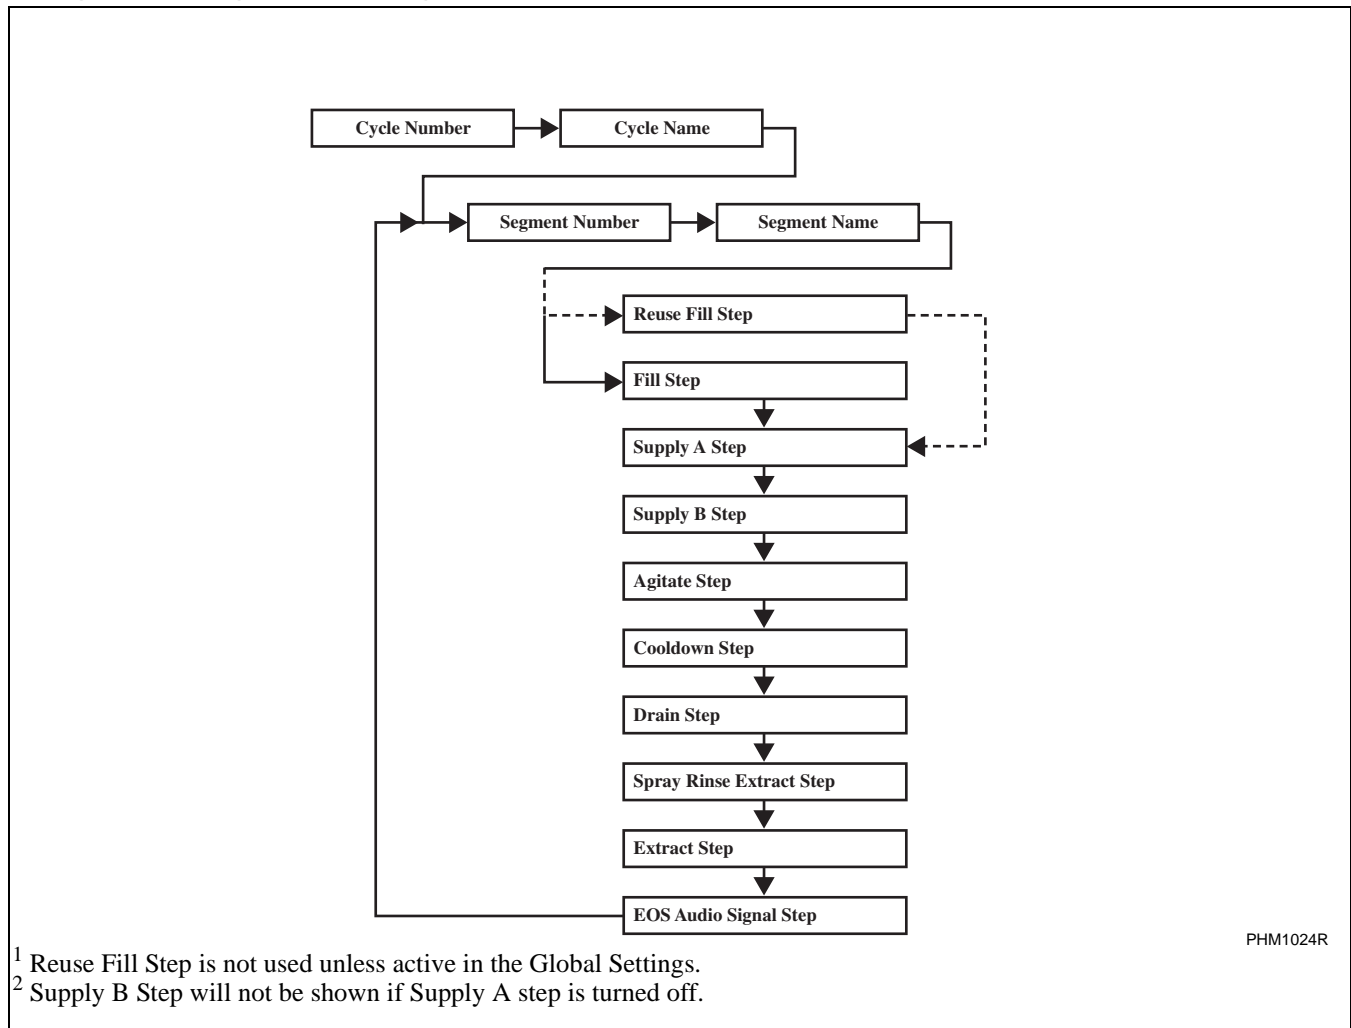 Cycle Number
Cycle Name
Segment Number
Segment Name
Reuse Fill Step
Fill Step
Supply A Step
Supply B Step
Agitate Step
Cooldown Step
Drain Step
Spray Rinse Extract Step
Extract Step
EOS Audio Signal Step
PHM1024R
1 Reuse Fill Step is not used unless active in the Global Settings.
2 Supply B Step will not be shown if Supply A step is turned off.